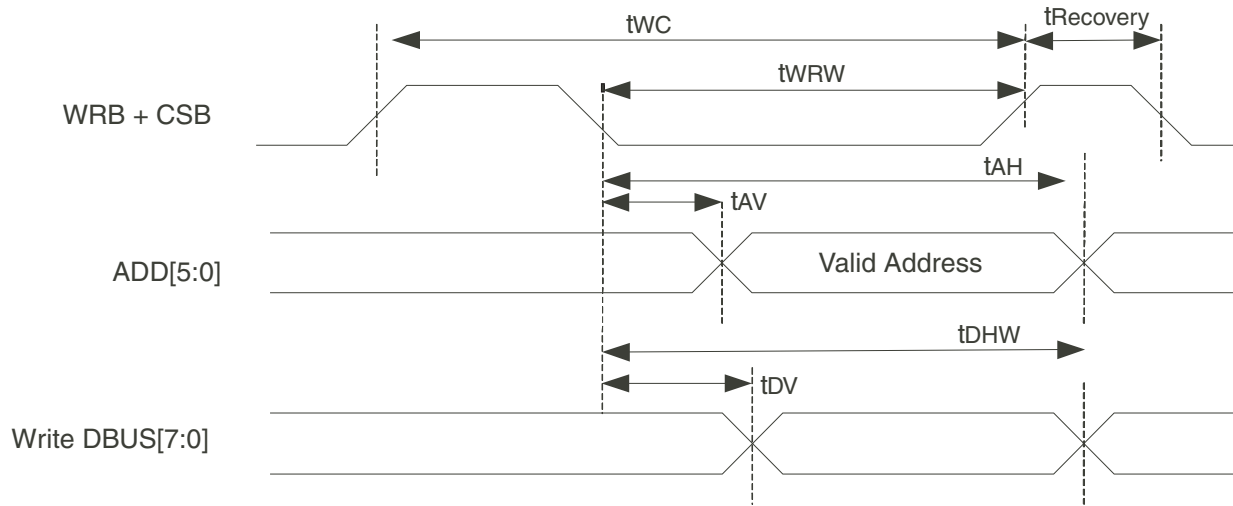 tWC
tRecovery
tWRW
WRB + CSB
tAH
tAV
ADD[5:0]
Valid Address
tDHW
tDV
Write DBUS[7:0]